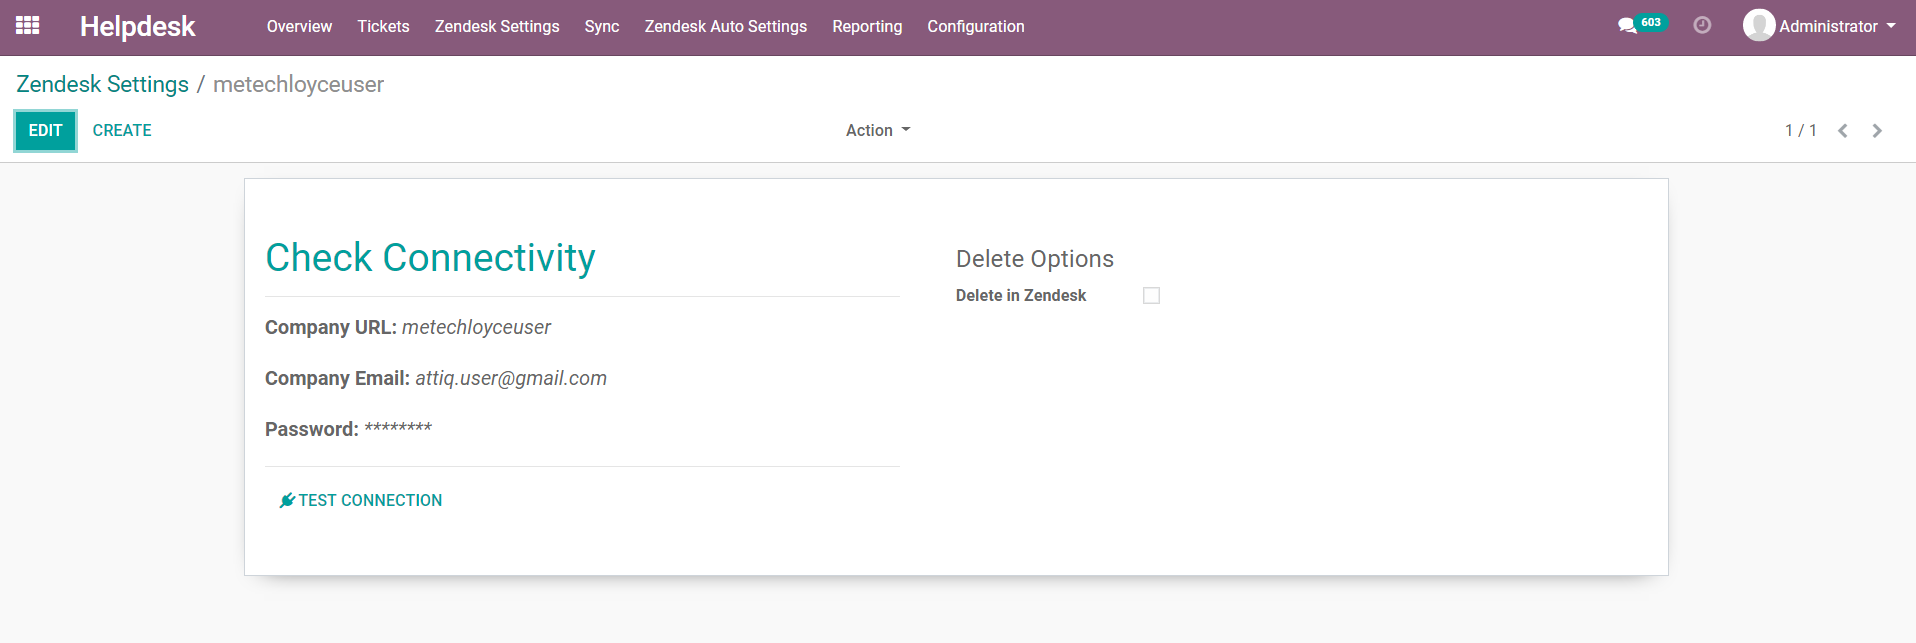 Helpdesk Overview Tickets Zendesk Settings Sync Zendesk Auto Settings Reporting Configuration 603 Administrator
Zendesk Settings / metechloyceuser
EDIT CREATE Action 1 / 1
Check Connectivity
Company URL: metechloyceuser
Company Email: attiq.user@gmail.com
Password: ********
TEST CONNECTION
Delete Options
Delete in Zendesk